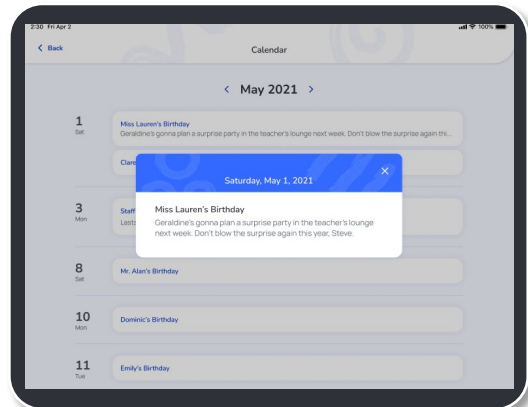 2:30 Fri Apr 2
100%
Back
Calendar
May 2021
1
Sat
Miss Lauren's Birthday
Geraldine's gonna plan a surprise party in the teacher's lounge next week. Don't blow the surprise again thi...
Clare
Saturday, May 1, 2021
Miss Lauren's Birthday
Geraldine's gonna plan a surprise party in the teacher's lounge
next week. Don't blow the surprise again this year, Steve.
3
Mon
Staff
8
Sat
Mr. Alan's Birthday
10
Mon
Dominic's Birthday
11
Tue
Emily's Birthday